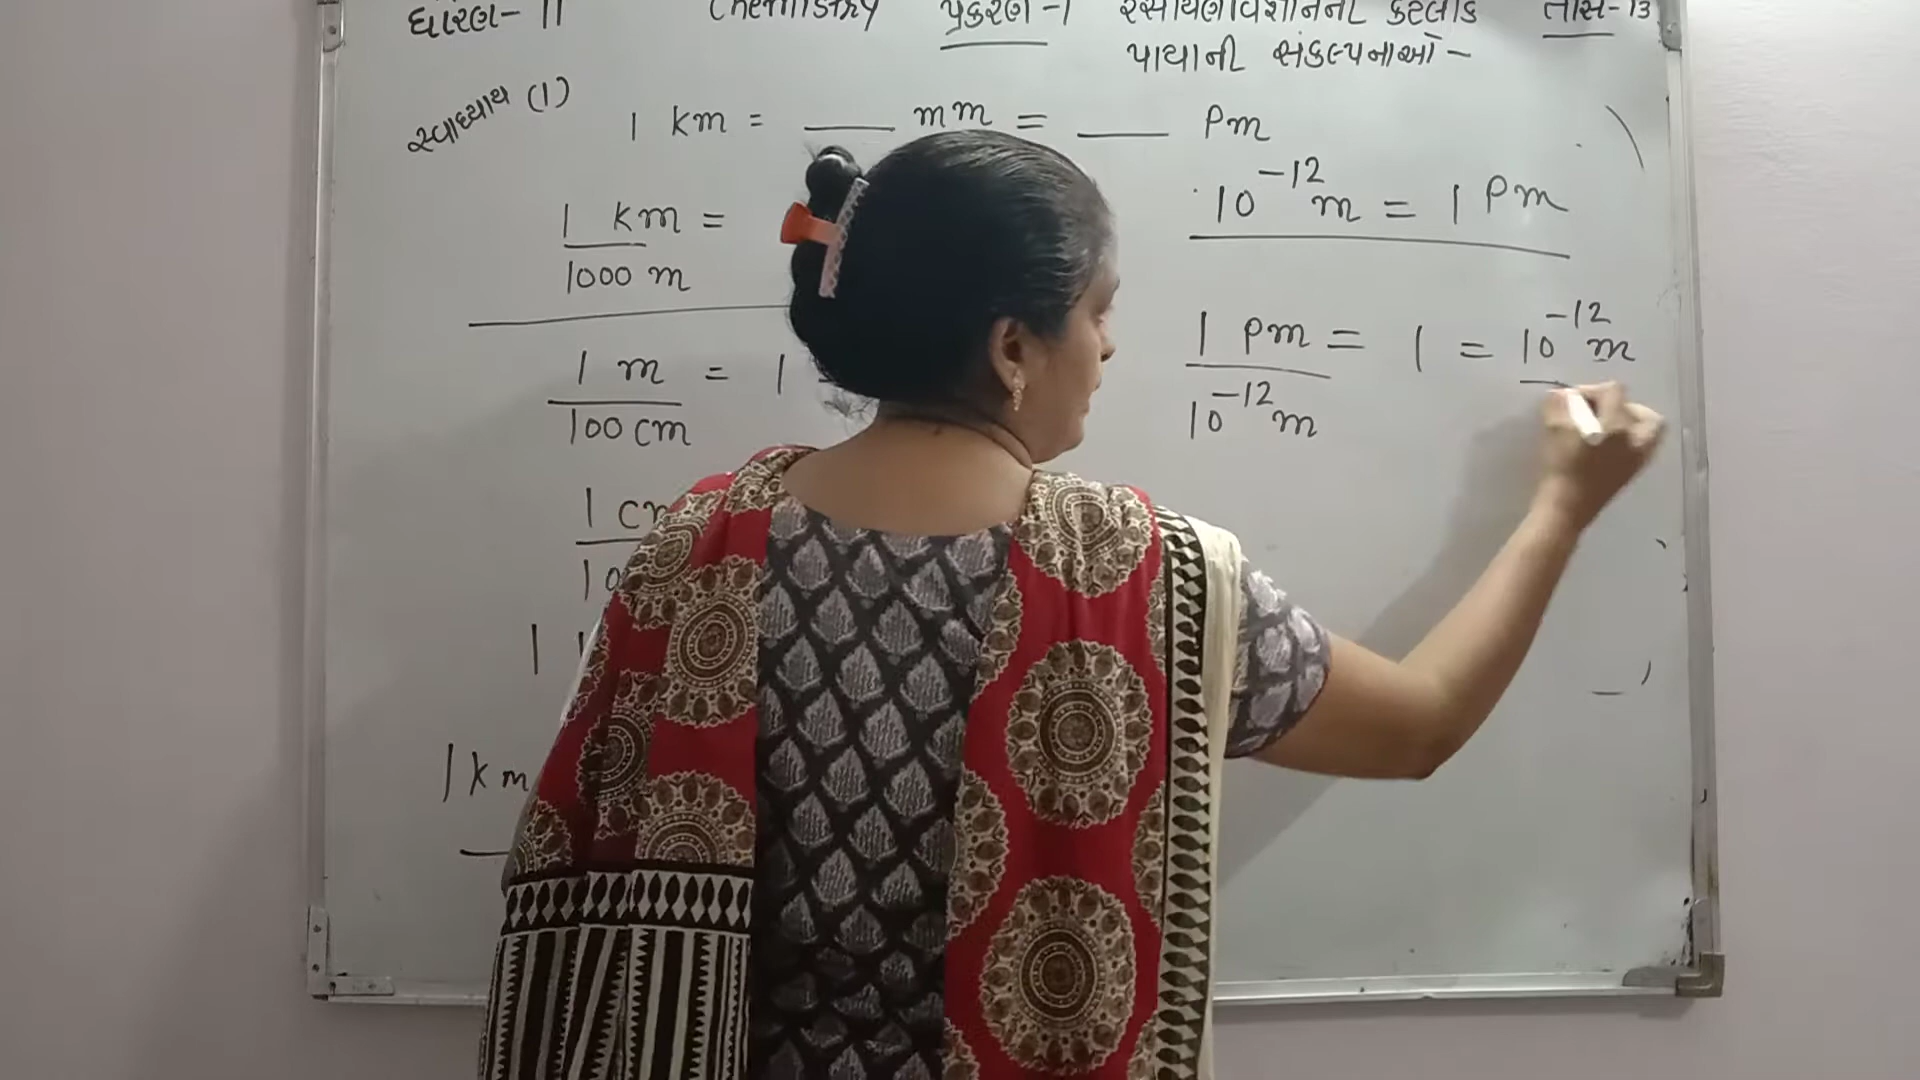 ધોરણ- 11 Chemistry પ્રકરણ-1 રસાયણવિજ્ઞાનની કેટલીક તાસ-13
પાયાની સંકલ્પનાઓ-
સ્વાધ્યાય (1)
1 km = ___ mm = ___ Pm
10^-12 m = 1 Pm
1 km =
1000 m
1 Pm = 1 = 10^-12 m
10^-12 m
1 m = 1
100 cm
1
1 km